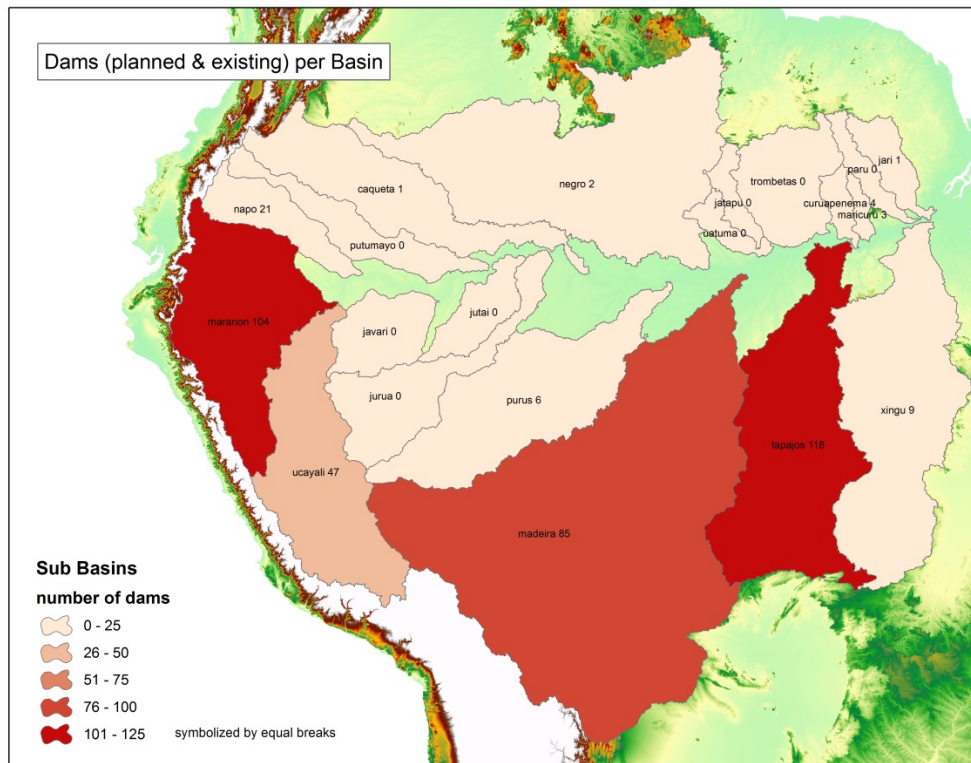 Dams (planned & existing) per Basin
negro 2
caqueta 1
napo 21
putumayo 0
jatapu 0
uatuma 0
trombetas 0
paru 0
jari 1
curuapenema 4
maricuru 3
maranon 104
javari 0
jutai 0
jurua 0
purus 6
ucayali 47
madeira 85
tapajos 118
xingu 9
Sub Basins
number of dams
0 - 25
26 - 50
51 - 75
76 - 100
101 - 125 symbolized by equal breaks